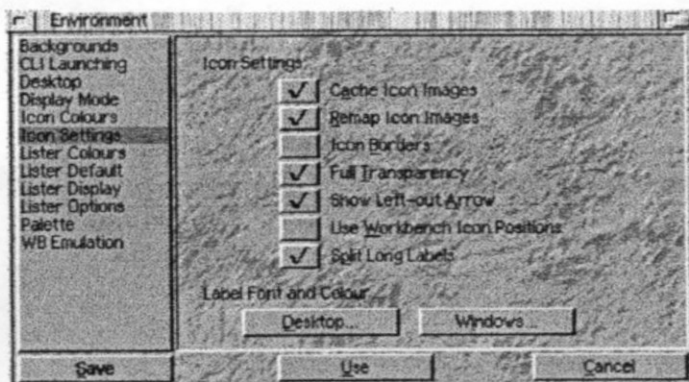 Environment
Backgrounds
CLI Launching
Desktop
Display Mode
Icon Colours
Icon Settings
Lister Colours
Lister Default
Lister Display
Lister Options
Palette
WB Emulation
Icon Settings
Cache Icon Images
Remap Icon Images
Icon Borders
Full Transparency
Show Left-out Arrow
Use Workbench Icon Positions
Split Long Labels
Label Font and Colour
Desktop... Windows...
Save Use Cancel